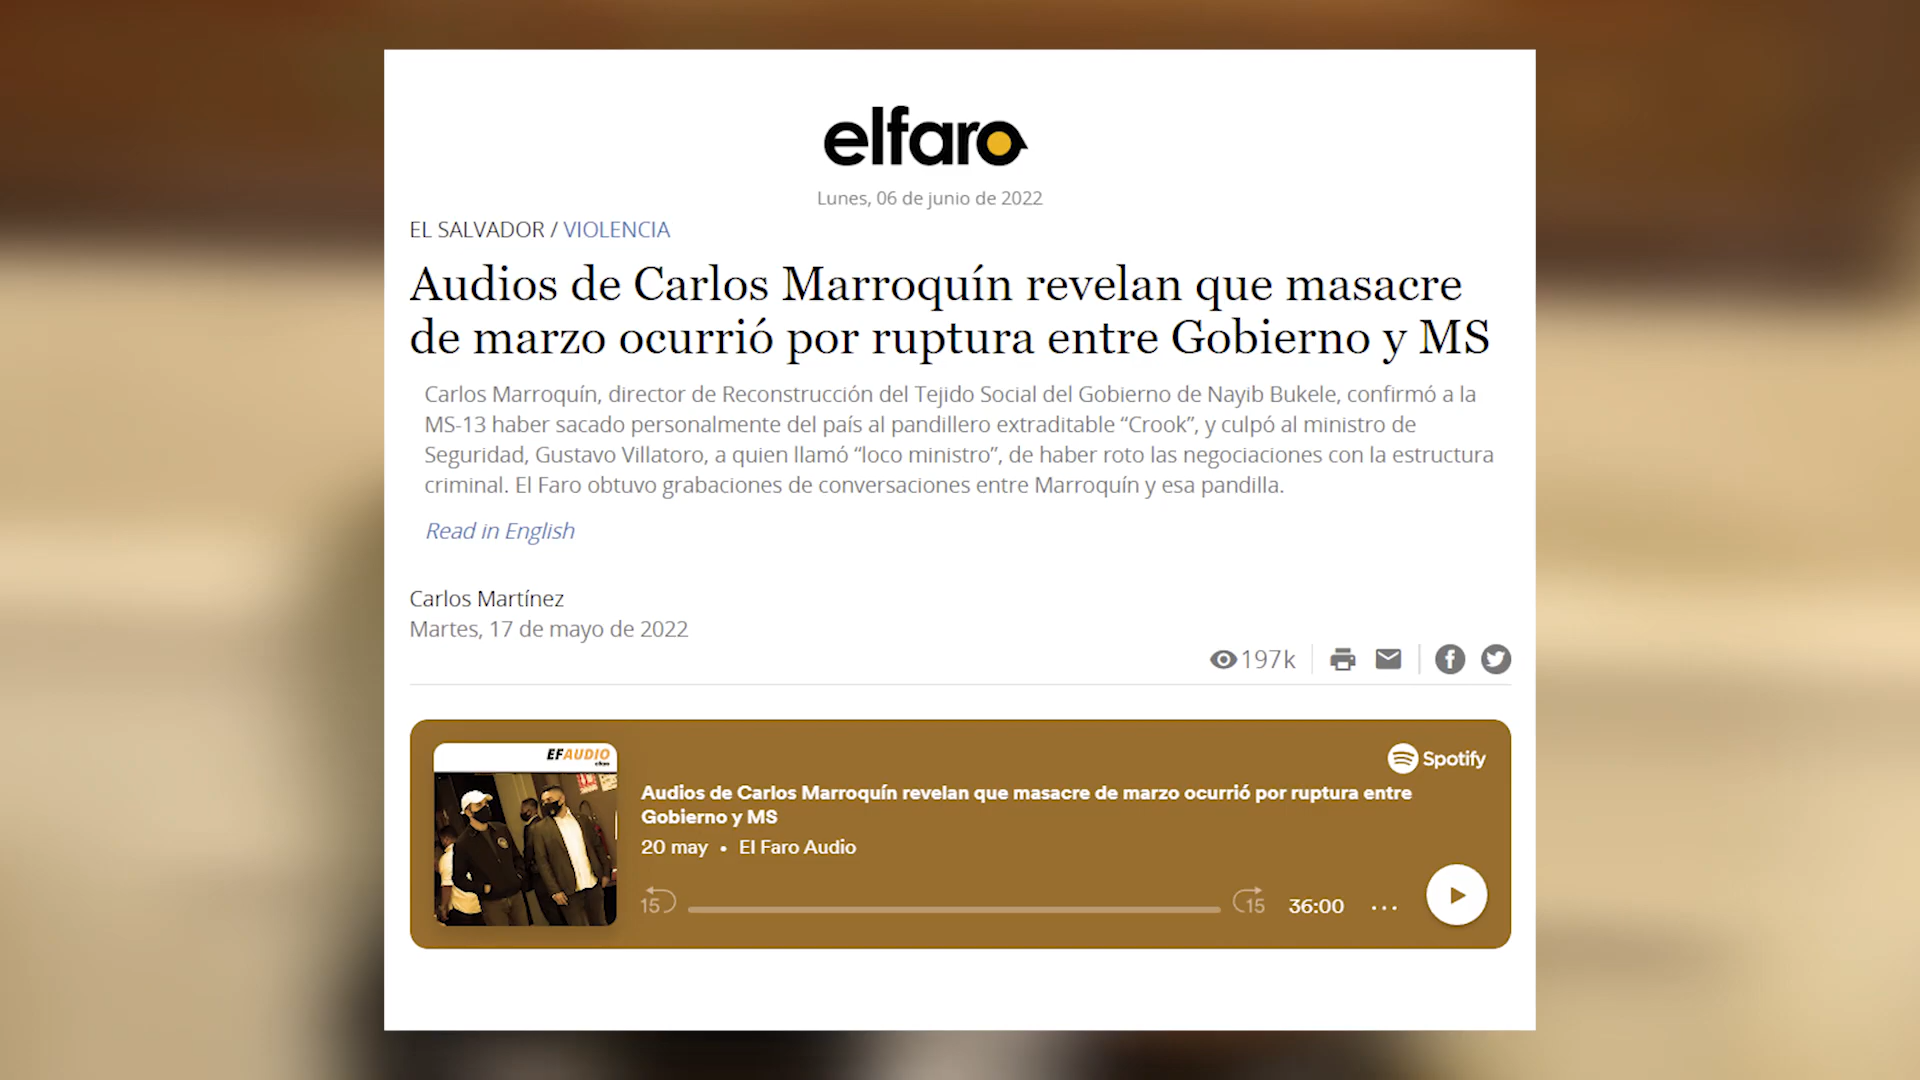 elfaro
Lunes, 06 de junio de 2022
EL SALVADOR / VIOLENCIA
Audios de Carlos Marroquín revelan que masacre
de marzo ocurrió por ruptura entre Gobierno y MS
Carlos Marroquín, director de Reconstrucción del Tejido Social del Gobierno de Nayib Bukele, confirmó a la
MS-13 haber sacado personalmente del país al pandillero extraditable “Crook”, y culpó al ministro de
Seguridad, Gustavo Villatoro, a quien llamó “loco ministro”, de haber roto las negociaciones con la estructura
criminal. El Faro obtuvo grabaciones de conversaciones entre Marroquín y esa pandilla.
Read in English
Carlos Martínez
Martes, 17 de mayo de 2022
197k
EFAUDIO
elfaro
Spotify
Audios de Carlos Marroquín revelan que masacre de marzo ocurrió por ruptura entre
Gobierno y MS
20 may • El Faro Audio
15
15
36:00